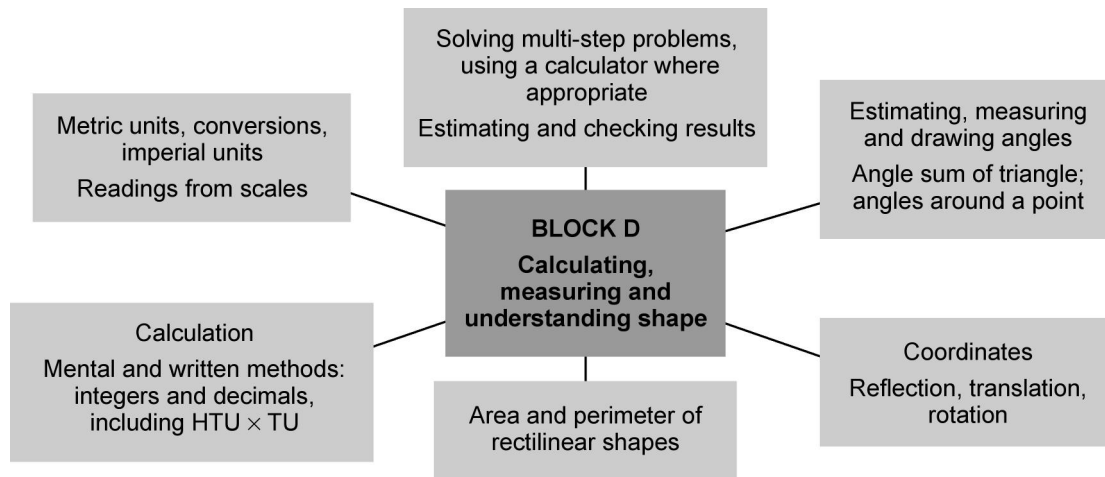 Solving multi-step problems,
using a calculator where
appropriate
Estimating and checking results
Metric units, conversions,
imperial units
Readings from scales
Estimating, measuring
and drawing angles
Angle sum of triangle;
angles around a point
BLOCK D
Calculating,
measuring and
understanding shape
Calculation
Mental and written methods:
integers and decimals,
including HTU × TU
Area and perimeter of
rectilinear shapes
Coordinates
Reflection, translation,
rotation